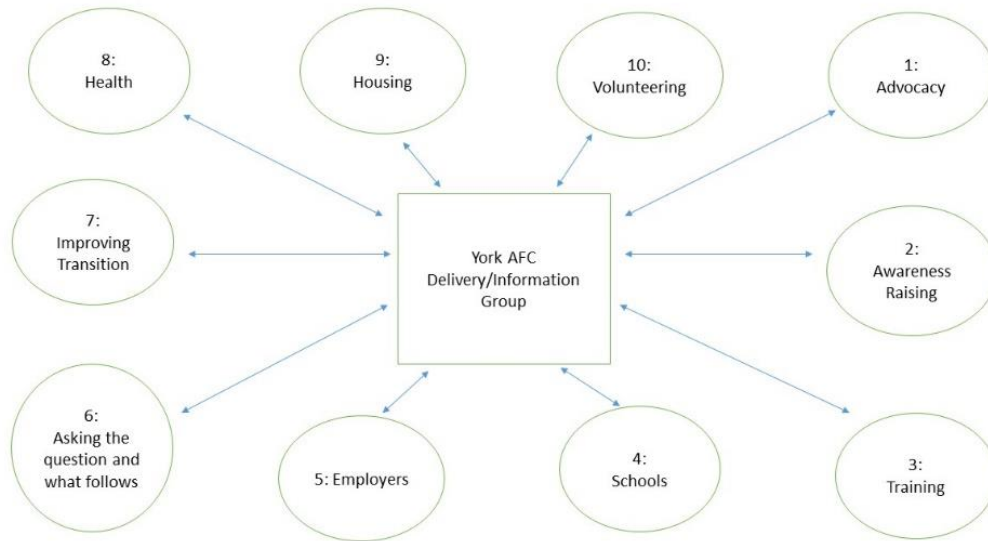 8:
Health
9:
Housing
10:
Volunteering
1:
Advocacy
7:
Improving
Transition
York AFC
Delivery/Information
Group
2:
Awareness
Raising
6:
Asking the
question and
what follows
5: Employers
4:
Schools
3:
Training